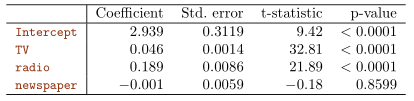 Coefficient Std. error t-statistic p-value
Intercept 2.939 0.3119 9.42 < 0.0001
TV 0.046 0.0014 32.81 < 0.0001
radio 0.189 0.0086 21.89 < 0.0001
newspaper −0.001 0.0059 −0.18 0.8599